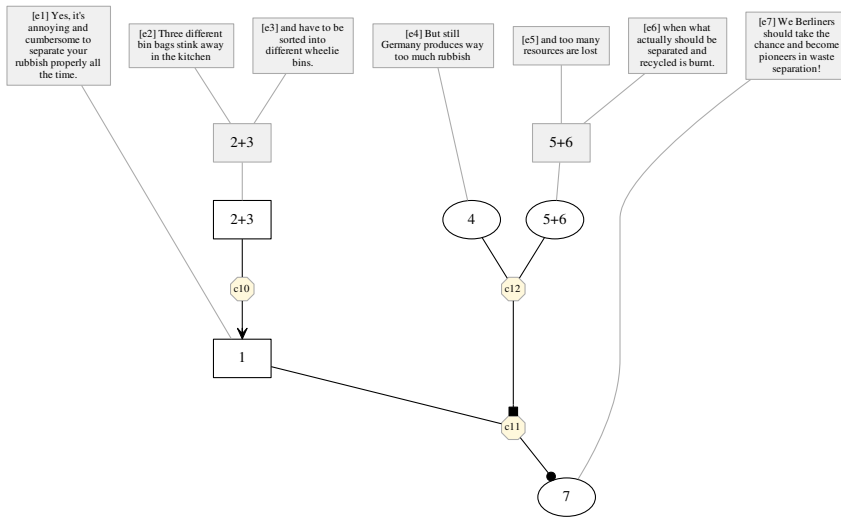 [e1] Yes, it's
annoying and
cumbersome to
separate your
rubbish properly all
the time.
[e2] Three different
bin bags stink away
in the kitchen
[e3] and have to be
sorted into
different wheelie
bins.
[e4] But still
Germany produces way
too much rubbish
[e5] and too many
resources are lost
[e6] when what
actually should be
separated and
recycled is burnt.
[e7] We Berliners
should take the
chance and become
pioneers in waste
separation!
2+3
5+6
2+3
4
5+6
c10
c12
1
c11
7